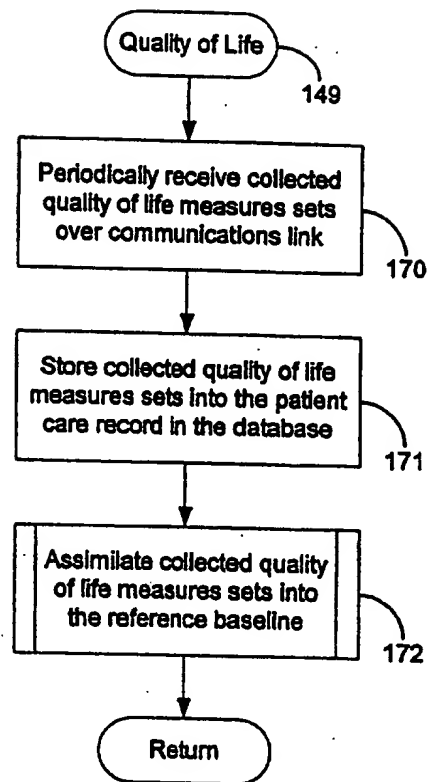 Quality of Life
149
Periodically receive collected
quality of life measures sets
over communications link
170
Store collected quality of life
measures sets into the patient
care record in the database
171
Assimilate collected quality
of life measures sets into
the reference baseline
172
Return